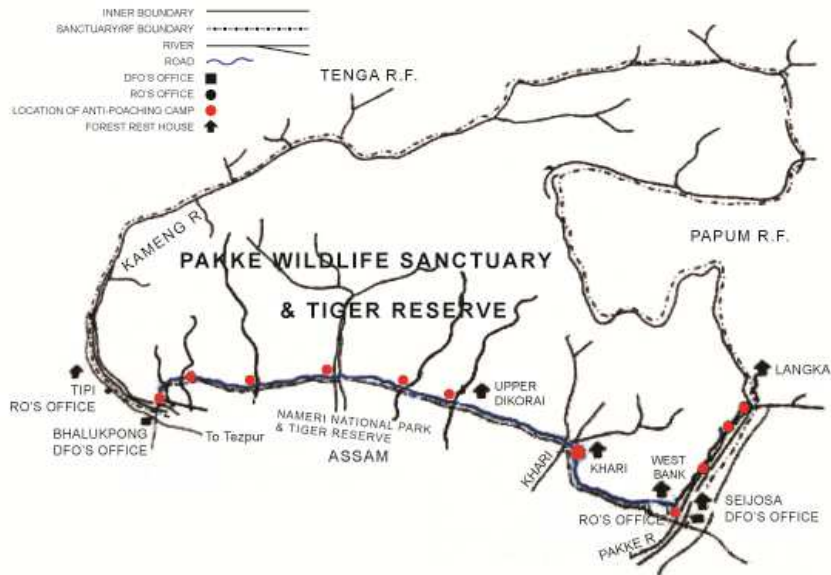 INNER BOUNDARY
SANCTUARY/RF BOUNDARY
RIVER
ROAD
DFO'S OFFICE
RO'S OFFICE
LOCATION OF ANTI-POACHING CAMP
FOREST REST HOUSE
TENGA R.F.
KAMENG R
PAPUM R.F.
PAKKE WILDLIFE SANCTUARY
& TIGER RESERVE
TIPI
RO'S OFFICE
BHALUKPONG
DFO'S OFFICE
To Tezpur
NAMERI NATIONAL PARK
& TIGER RESERVE
ASSAM
UPPER
DIKORAI
LANGKA
KHARI
KHARI
WEST
BANK
RO'S OFFICE
SEIJOSA
DFO'S OFFICE
PAKKE R.